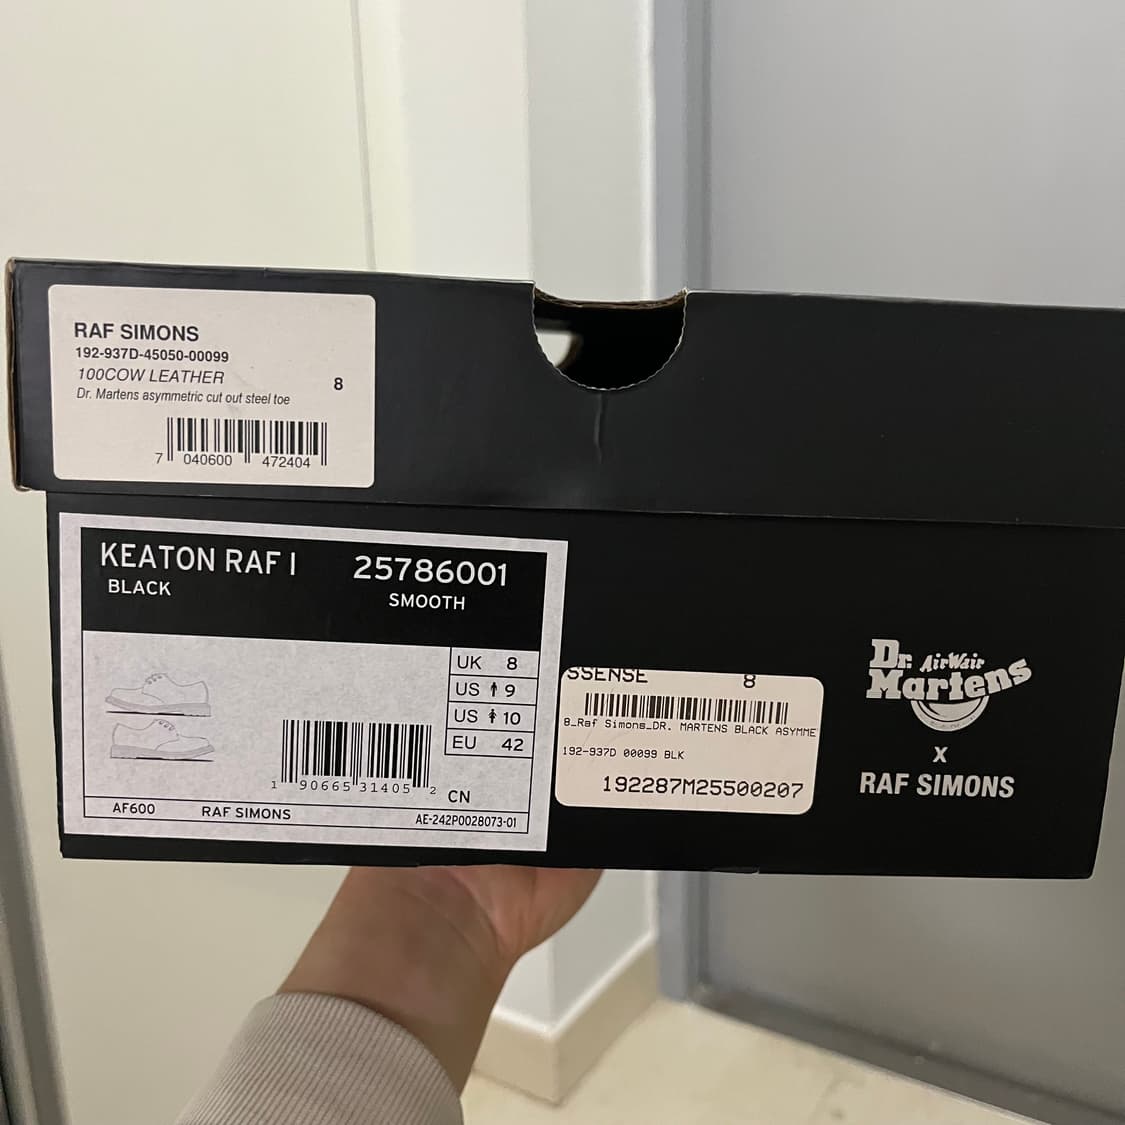 RAF SIMONS
192-937D-45050-00099
100COW LEATHER
8
Dr. Martens asymmetric cut out steel toe
7 040600 472404
KEATON RAF I 25786001
BLACK SMOOTH
UK 8
US 9
US 10
EU 42
1 90665 31405 2
CN
AF600 RAF SIMONS AE-242P0028073-01
SSENSE 8
8_Raf Simons_DR. MARTENS BLACK ASYMME
192-937D 00099 BLK
192287M25500207
Dr. AirWair
Martens
X
RAF SIMONS